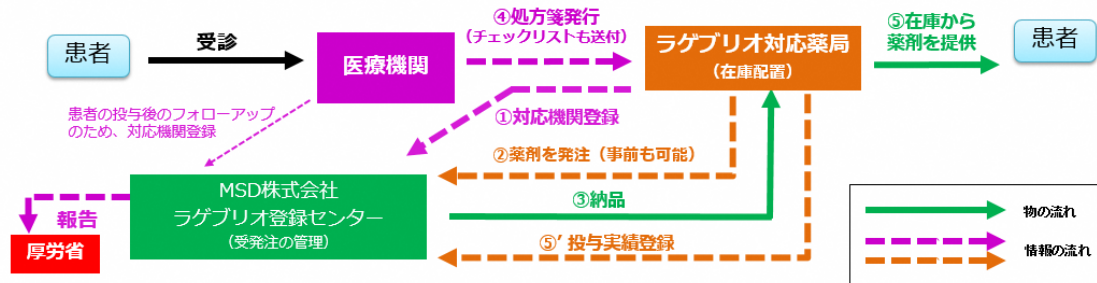 患者
受診
医療機関
④処方箋発行
（チェックリストも送付）
ラゲブリオ対応薬局
（在庫配置）
⑤在庫から
薬剤を提供
患者
患者の投与後のフォローアップ
のため、対応機関登録
①対応機関登録
②薬剤を発注（事前も可能）
MSD株式会社
ラゲブリオ登録センター
（受発注の管理）
③納品
⑤’投与実績登録
報告
厚労省
物の流れ
情報の流れ